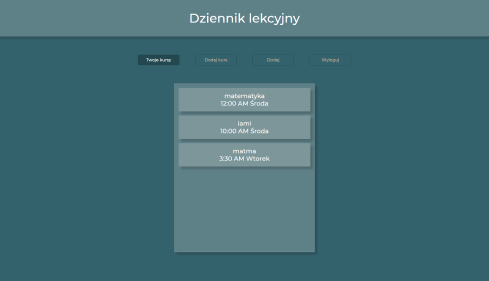 Dziennik lekcyjny
Twoje kursy
Dodaj kurs
Dodaj
Wyloguj
matematyka
12:00 AM Środa
iami
10:00 AM Środa
matma
3:30 AM Wtorek